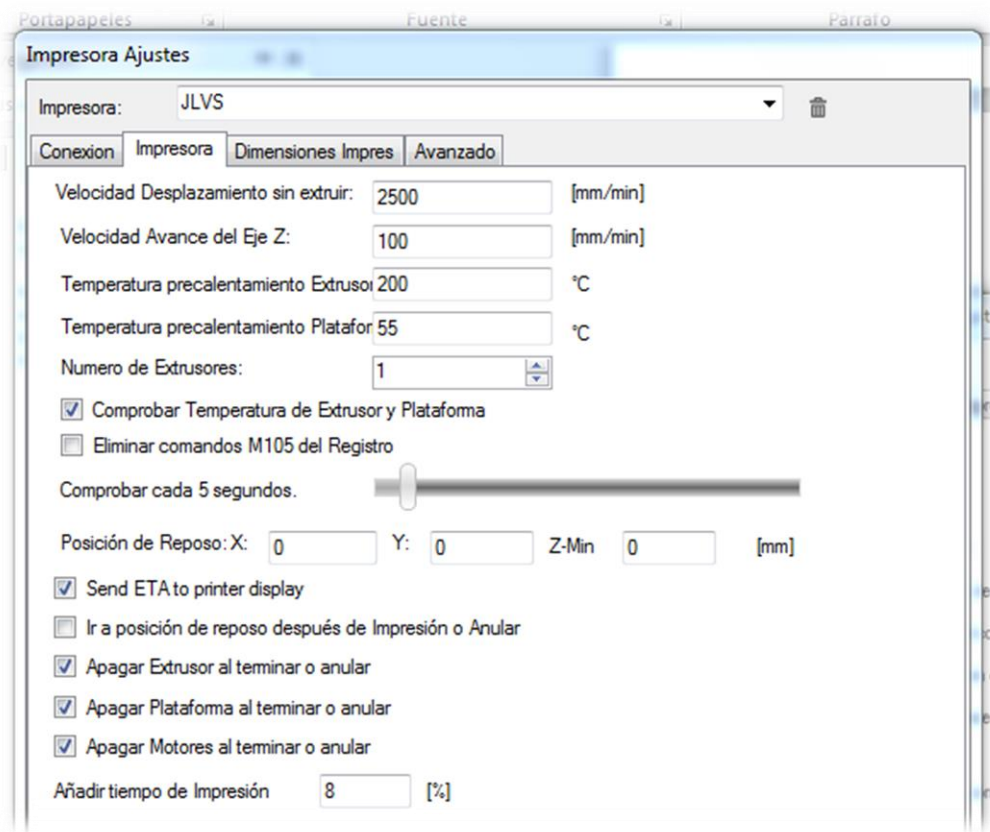 Portapapeles Fuente Párrafo
Impresora Ajustes
Impresora: JLVS
Conexion Impresora Dimensiones Impres Avanzado
Velocidad Desplazamiento sin extruir: 2500 [mm/min]
Velocidad Avance del Eje Z: 100 [mm/min]
Temperatura precalentamiento Extrusor 200 °C
Temperatura precalentamiento Platafor 55 °C
Numero de Extrusores: 1
Comprobar Temperatura de Extrusor y Plataforma
Eliminar comandos M105 del Registro
Comprobar cada 5 segundos.
Posición de Reposo: X: 0 Y: 0 Z-Min 0 [mm]
Send ETA to printer display
Ir a posición de reposo después de Impresión o Anular
Apagar Extrusor al terminar o anular
Apagar Plataforma al terminar o anular
Apagar Motores al terminar o anular
Añadir tiempo de Impresión 8 [%]